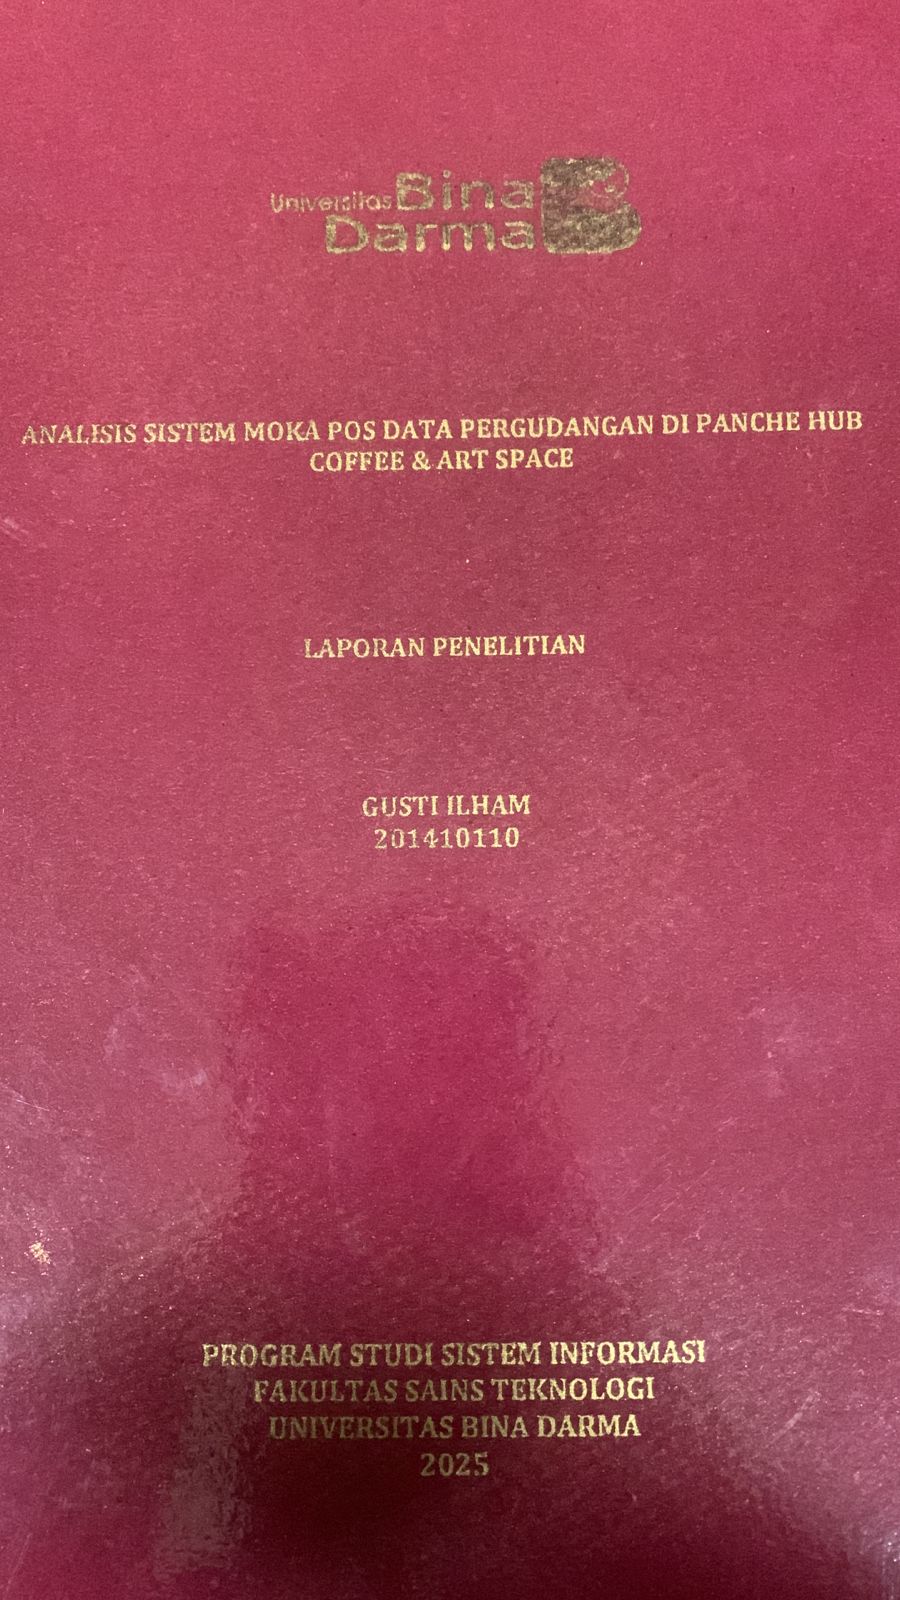 Universitas Bina
Darma
ANALISIS SISTEM MOKA POS DATA PERGUDANGAN DI PANCHE HUB
COFFEE & ART SPACE
LAPORAN PENELITIAN
GUSTI ILHAM
201410110
PROGRAM STUDI SISTEM INFORMASI
FAKULTAS SAINS TEKNOLOGI
UNIVERSITAS BINA DARMA
2025